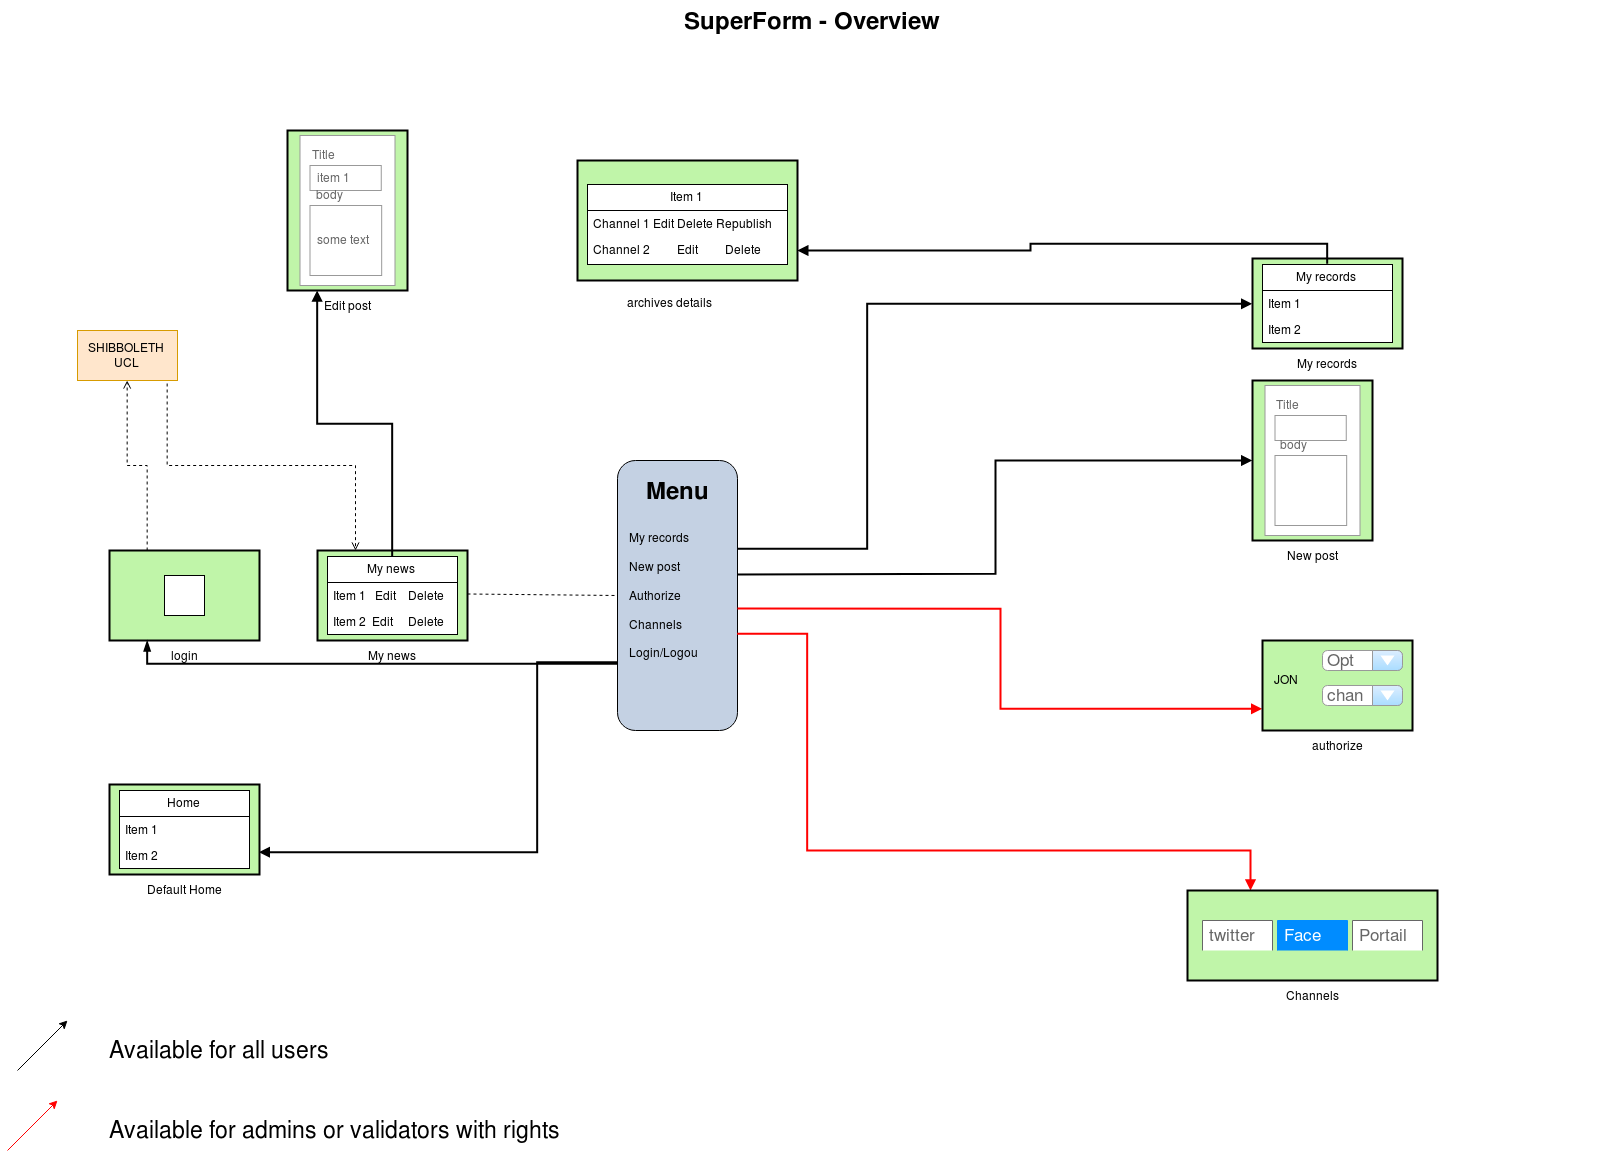 SuperForm - Overview
Title
item 1
body
some text
Edit post
Item 1
Channel 1 Edit Delete Republish
Channel 2 Edit Delete
archives details
My records
Item 1
Item 2
My records
SHIBBOLETH
UCL
Title
body
New post
Menu
My records
New post
Authorize
Channels
Login/Logou
login
My news
Item 1 Edit Delete
Item 2 Edit Delete
My news
JON
Opt
chan
authorize
Home
Item 1
Item 2
Default Home
twitter Face Portail
Channels
Available for all users
Available for admins or validators with rights